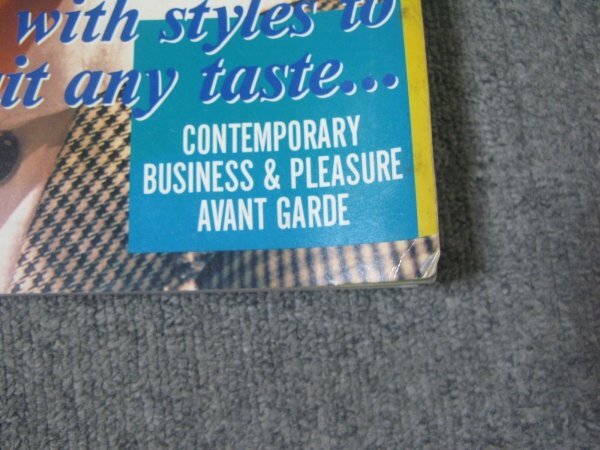 with styles to
it any taste...
CONTEMPORARY
BUSINESS & PLEASURE
AVANT GARDE